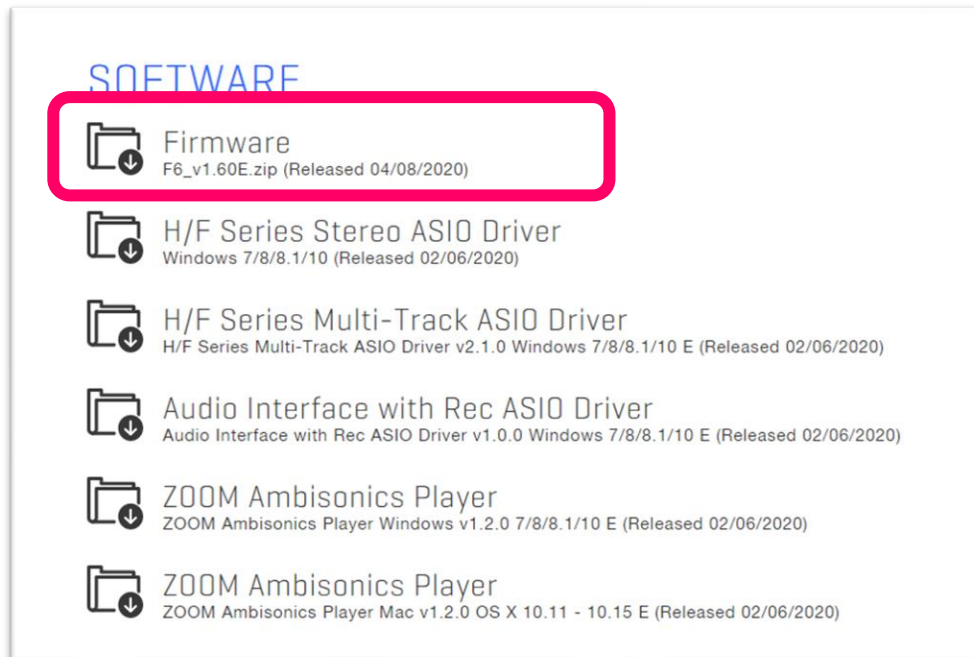 SOFTWARE
Firmware
F6_v1.60E.zip (Released 04/08/2020)
H/F Series Stereo ASIO Driver
Windows 7/8/8.1/10 (Released 02/06/2020)
H/F Series Multi-Track ASIO Driver
H/F Series Multi-Track ASIO Driver v2.1.0 Windows 7/8/8.1/10 E (Released 02/06/2020)
Audio Interface with Rec ASIO Driver
Audio Interface with Rec ASIO Driver v1.0.0 Windows 7/8/8.1/10 E (Released 02/06/2020)
ZOOM Ambisonics Player
ZOOM Ambisonics Player Windows v1.2.0 7/8/8.1/10 E (Released 02/06/2020)
ZOOM Ambisonics Player
ZOOM Ambisonics Player Mac v1.2.0 OS X 10.11 - 10.15 E (Released 02/06/2020)